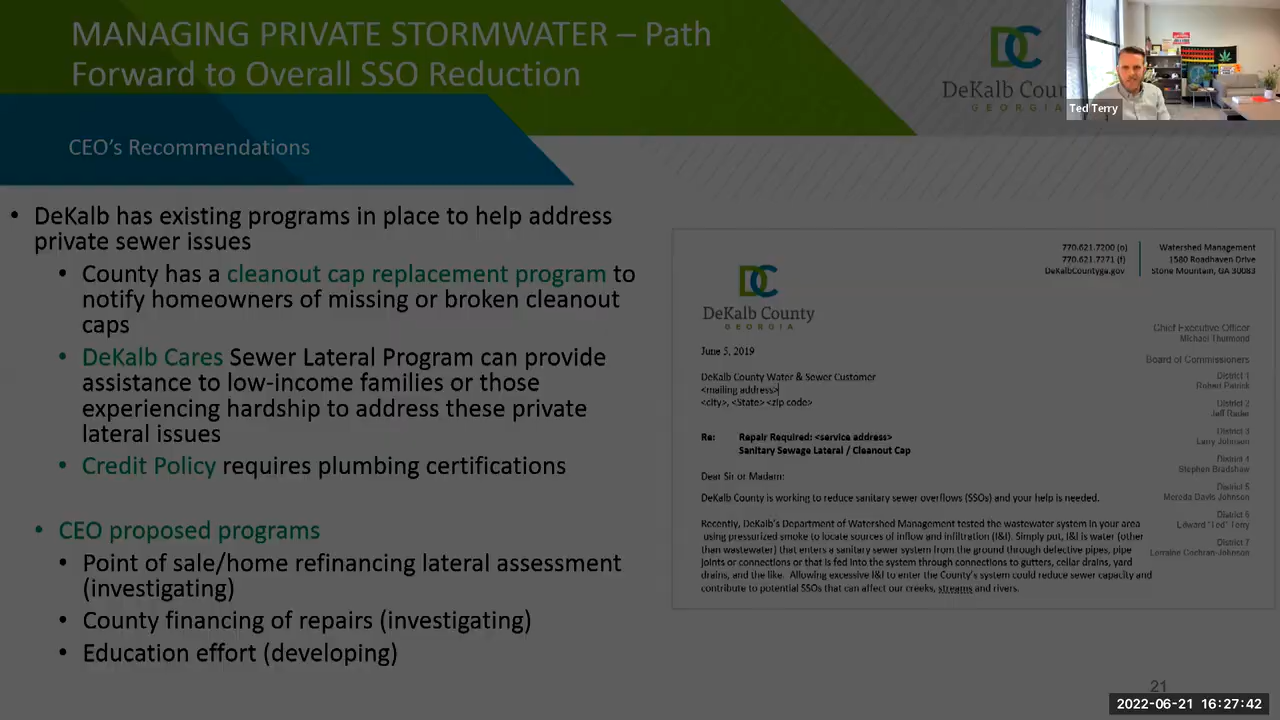 MANAGING PRIVATE STORMWATER – Path
Forward to Overall SSO Reduction
DC
DeKalb Coun
GEORGIA
Ted Terry
CEO's Recommendations
• DeKalb has existing programs in place to help address
private sewer issues
• County has a cleanout cap replacement program to
notify homeowners of missing or broken cleanout
caps
• DeKalb Cares Sewer Lateral Program can provide
assistance to low-income families or those
experiencing hardship to address these private
lateral issues
• Credit Policy requires plumbing certifications
• CEO proposed programs
• Point of sale/home refinancing lateral assessment
(investigating)
• County financing of repairs (investigating)
• Education effort (developing)
770.621.7200 (o)
770.621.7271 (f)
DeKalbCountyga.gov
Watershed Management
1580 Roadhaven Drive
Stone Mountain, GA 30083
DC
DeKalb County
GEORGIA
Chief Executive Officer
Michael Thurmond
Board of Commissioners
District 1
Robert Patrick
District 2
Jeff Rader
District 3
Larry Johnson
District 4
Stephen Bradshaw
District 5
Mereda Davis Johnson
District 6
Edward "Ted" Terry
District 7
Lorraine Cochran-Johnson
June 5, 2019
DeKalb County Water & Sewer Customer
<mailing address>
<city>, <State> <zip code>
Re: Repair Required: <service address>
Sanitary Sewage Lateral / Cleanout Cap
Dear Sir or Madam:
DeKalb County is working to reduce sanitary sewer overflows (SSOs) and your help is needed.
Recently, DeKalb's Department of Watershed Management tested the wastewater system in your area
using pressurized smoke to locate sources of inflow and infiltration (I&I). Simply put, I&I is water (other
than wastewater) that enters a sanitary sewer system from the ground through defective pipes, pipe
joints or connections or that is fed into the system through connections to gutters, cellar drains, yard
drains, and the like. Allowing excessive I&I to enter the County's system could reduce sewer capacity and
contribute to potential SSOs that can affect our creeks, streams and rivers.
21
2022-06-21 16:27:42